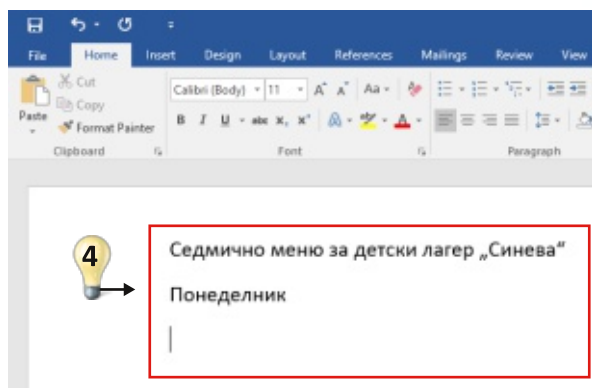 File Home Insert Design Layout References Mailings Review View
Cut
Copy
Paste
Format Painter
Calibri (Body) 11 A A Aa
B I U abc x, x' A
Clipboard Font Paragraph
4
Седмично меню за детски лагер „Синева“
Понеделник